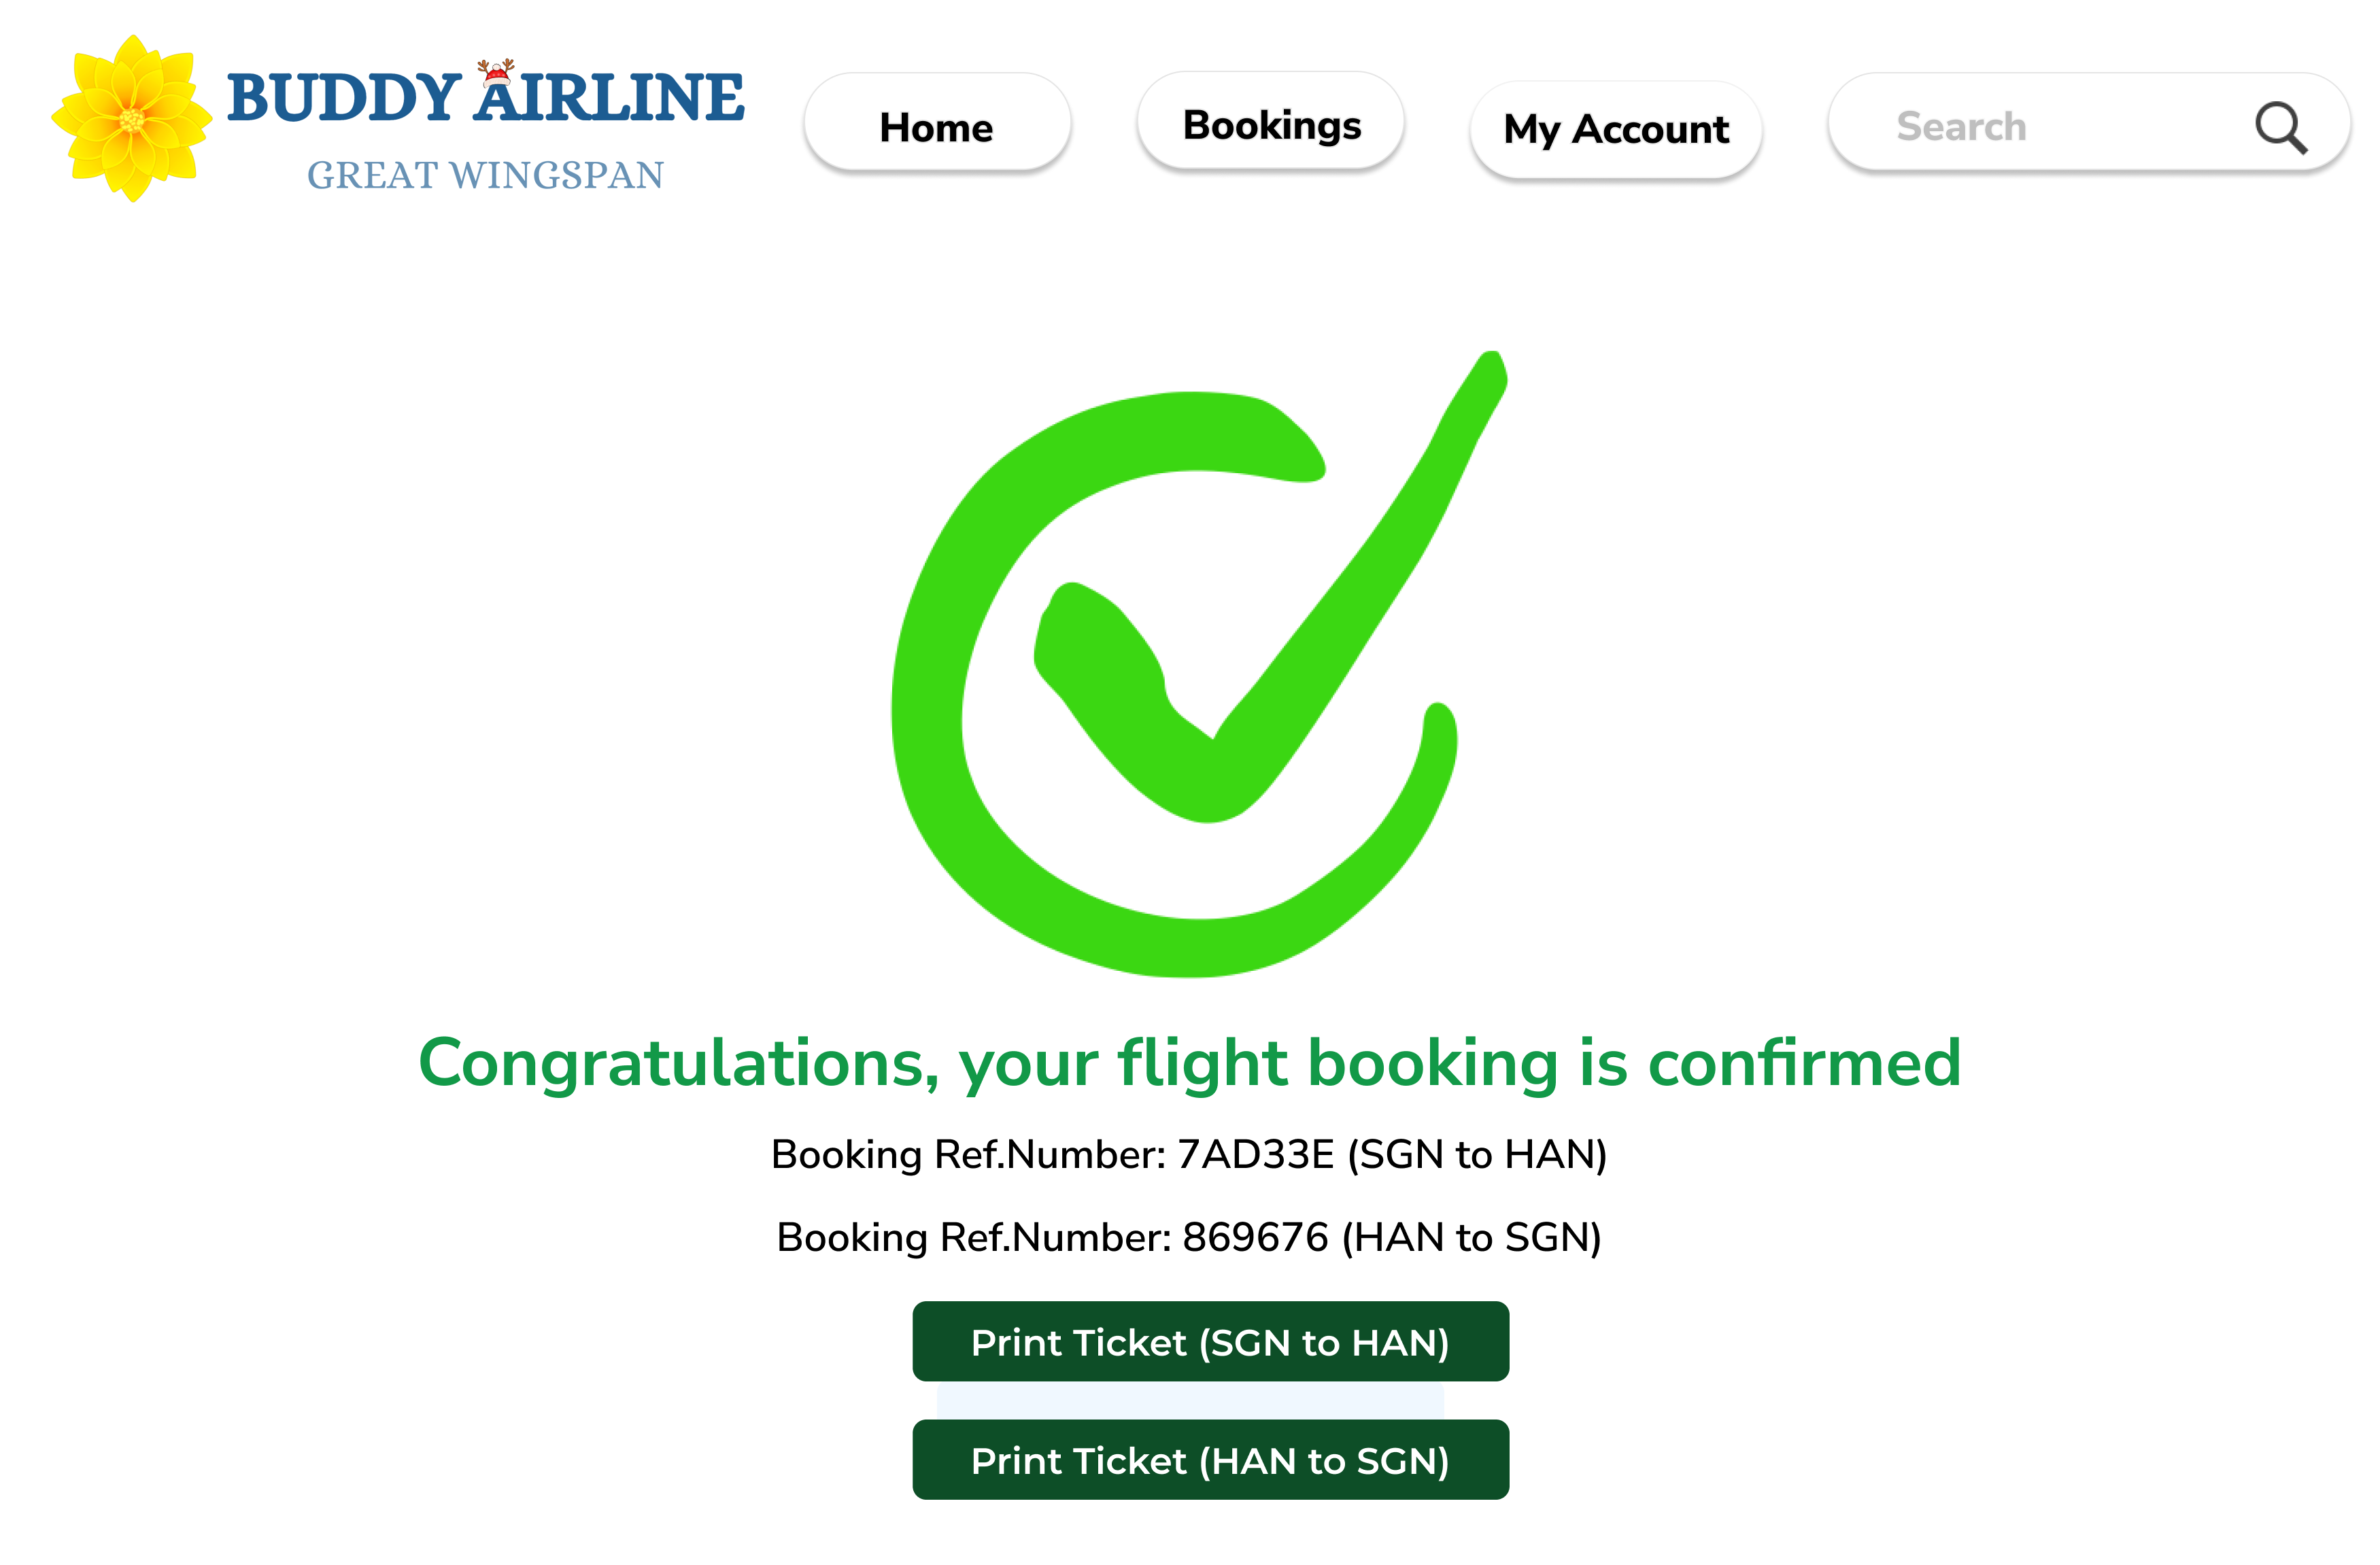 BUDDY AIRLINE
GREAT WINGSPAN
Home
Bookings
My Account
Search
Congratulations, your flight booking is confirmed
Booking Ref.Number: 7AD33E (SGN to HAN)
Booking Ref.Number: 869676 (HAN to SGN)
Print Ticket (SGN to HAN)
Print Ticket (HAN to SGN)